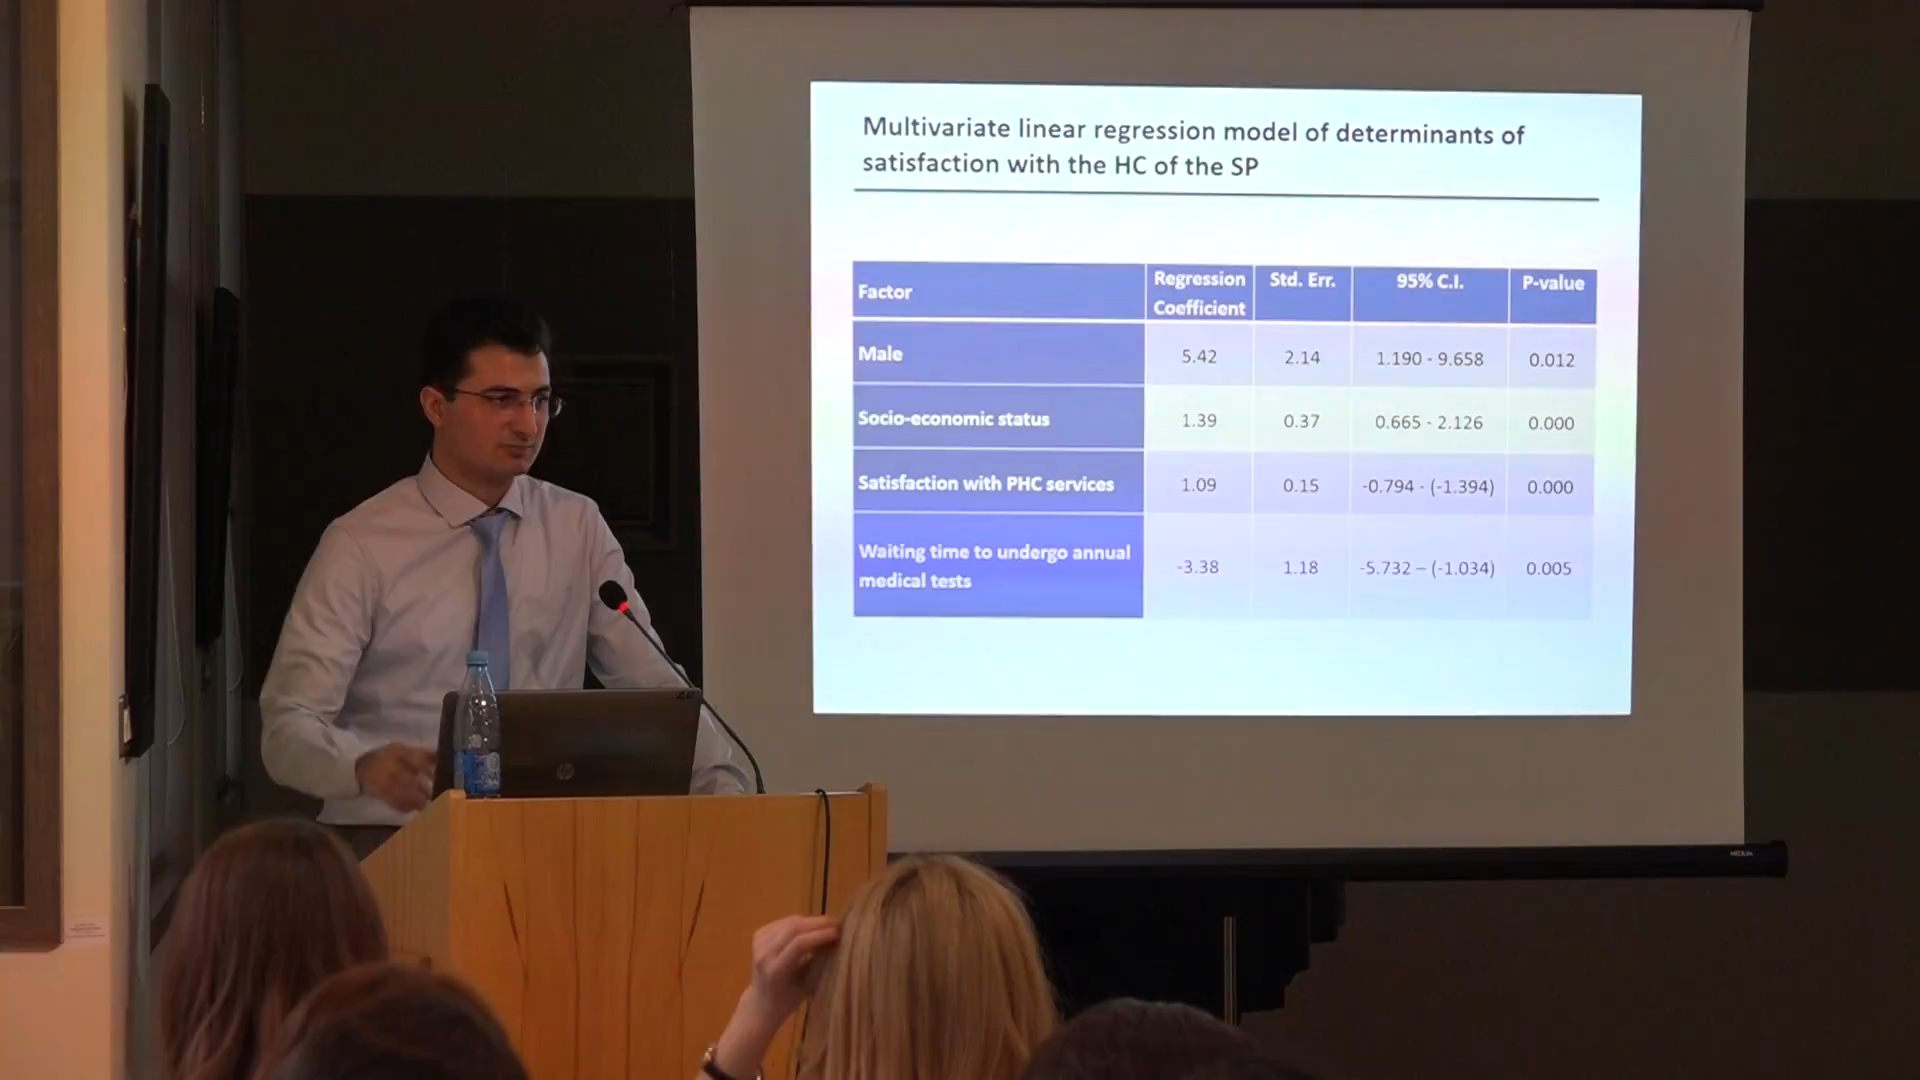 Multivariate linear regression model of determinants of
satisfaction with the HC of the SP
Factor
Regression
Coefficient
Std. Err.
95% C.I.
P-value
Male
5.42
2.14
1.190 - 9.658
0.012
Socio-economic status
1.39
0.37
0.665 - 2.126
0.000
Satisfaction with PHC services
1.09
0.15
-0.794 - (-1.394)
0.000
Waiting time to undergo annual
medical tests
-3.38
1.18
-5.732 – (-1.034)
0.005
hp